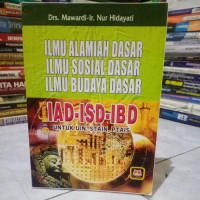 Drs. Mawardi-Ir. Nur Hidayati
ILMU ALAMIAH DASAR
ILMU SOSIAL DASAR
ILMU BUDAYA DASAR
IAD-ISD-IBD
UNTUK UIN, STAIN, PTAIS